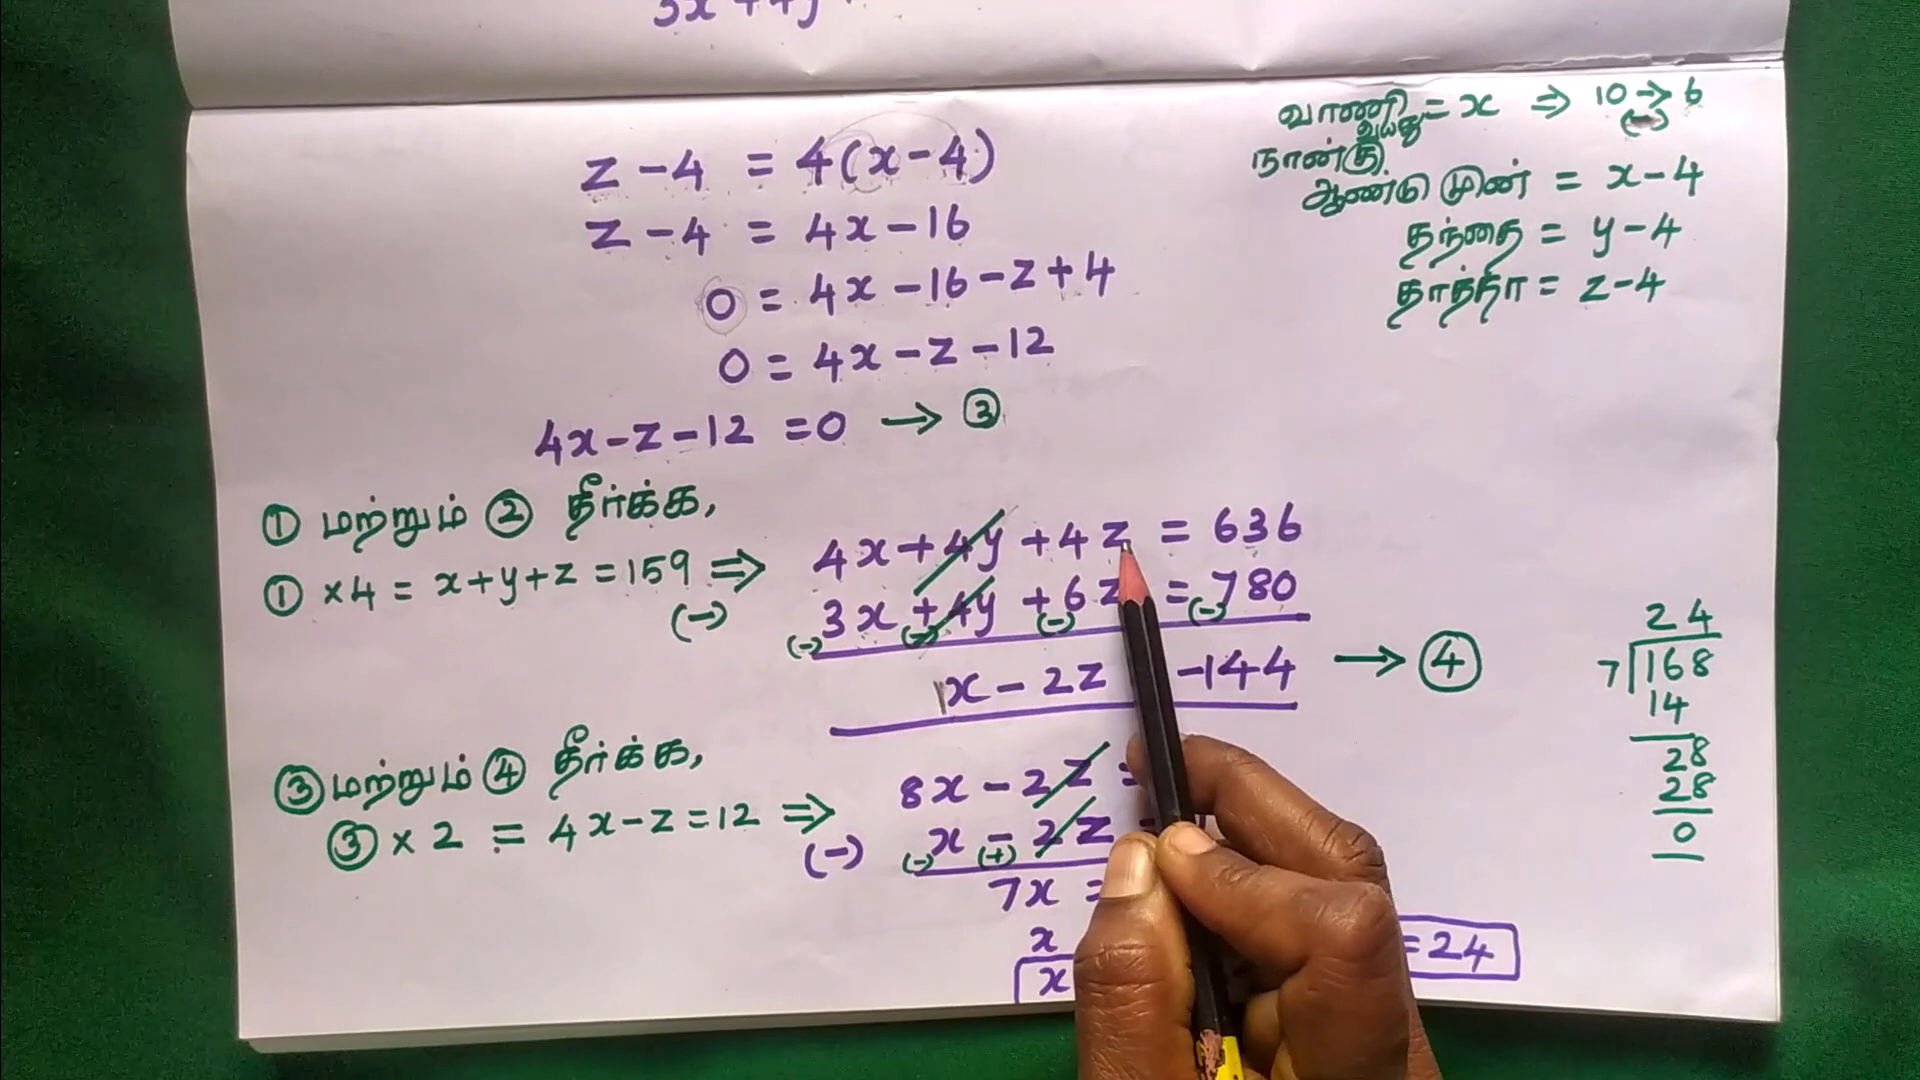 z - 4 = 4(x - 4)
z - 4 = 4x - 16
0 = 4x - 16 - z + 4
0 = 4x - z - 12
4x - z - 12 = 0 → ③
வாணி வயது = x ⇒ 10 → 6
(-)
நான்கு
ஆண்டு முன் = x - 4
தந்தை = y - 4
தாத்தா = z - 4
① மற்றும் ② தீர்க்க,
① × 4 = x + y + z = 159 ⇒ 4x + 4y + 4z = 636
(-) 3x + 4y + 6z = 780
(-) (-) (-) (-)
1x - 2z -144 → ④
③ மற்றும் ④ தீர்க்க,
③ × 2 = 4x - z = 12 ⇒ 8x - 2z =
(-) x - 2z
(-) (+)
7x =
x
x = 24
24
7 168
14
28
28
0